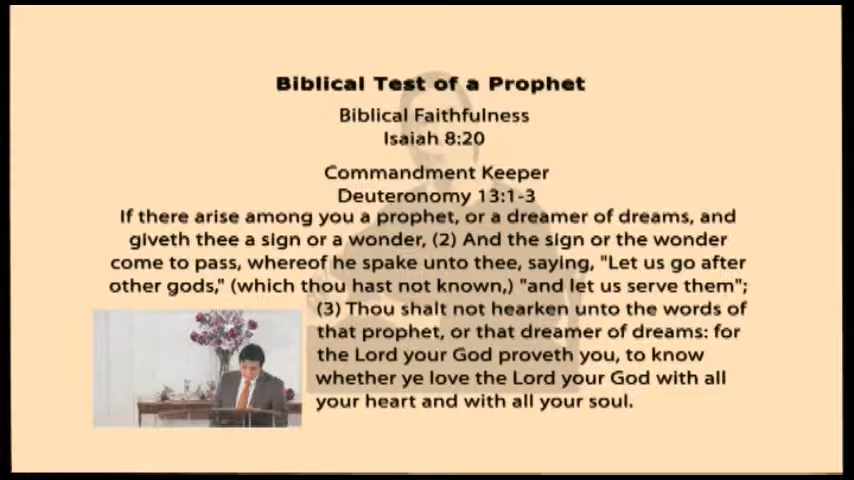 Biblical Test of a Prophet
Biblical Faithfulness
Isaiah 8:20
Commandment Keeper
Deuteronomy 13:1-3
If there arise among you a prophet, or a dreamer of dreams, and
giveth thee a sign or a wonder, (2) And the sign or the wonder
come to pass, whereof he spake unto thee, saying, "Let us go after
other gods," (which thou hast not known,) "and let us serve them";
(3) Thou shalt not hearken unto the words of
that prophet, or that dreamer of dreams: for
the Lord your God proveth you, to know
whether ye love the Lord your God with all
your heart and with all your soul.